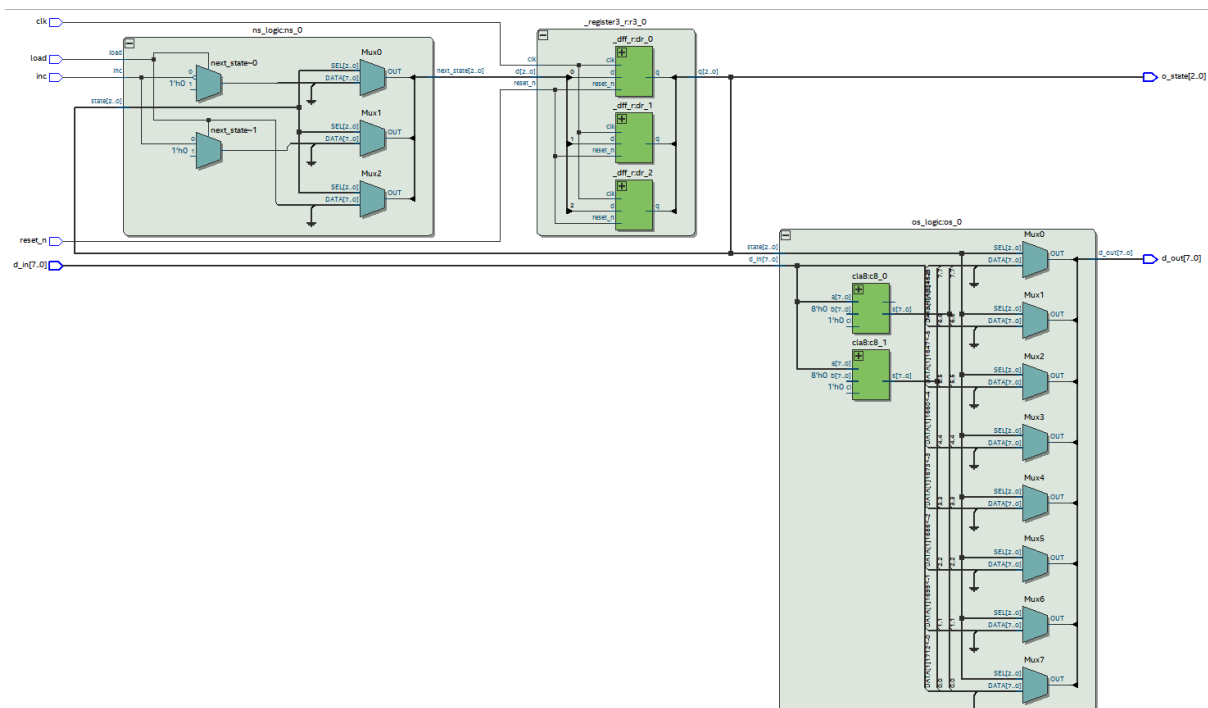 clk
load
inc
reset_n
d_in[7..0]
ns_logic:ns_0
load
inc
state[2..0]
next_state~0
0
1'h0 1
next_state~1
0
1'h0 1
Mux0
SEL[2..0]
DATA[7..0]
OUT
Mux1
SEL[2..0]
DATA[7..0]
OUT
Mux2
SEL[2..0]
DATA[7..0]
OUT
next_state[2..0]
_register3_r:r3_0
clk
d[2..0]
reset_n
0
1
2
_dff_r:dr_0
clk
d
reset_n
q
_dff_r:dr_1
clk
d
reset_n
q
_dff_r:dr_2
clk
d
reset_n
q
q[2..0]
o_state[2..0]
os_logic:os_0
state[2..0]
d_in[7..0]
cla8:c8_0
a[7..0]
8'h0 b[7..0]
1'h0 ci
s[7..0]
cla8:c8_1
a[7..0]
8'h0 b[7..0]
1'h0 ci
s[7..0]
Mux0
SEL[2..0]
DATA[7..0]
OUT
Mux1
SEL[2..0]
DATA[7..0]
OUT
Mux2
SEL[2..0]
DATA[7..0]
OUT
Mux3
SEL[2..0]
DATA[7..0]
OUT
Mux4
SEL[2..0]
DATA[7..0]
OUT
Mux5
SEL[2..0]
DATA[7..0]
OUT
Mux6
SEL[2..0]
DATA[7..0]
OUT
Mux7
SEL[2..0]
DATA[7..0]
OUT
d_out[7..0]
d_out[7..0]